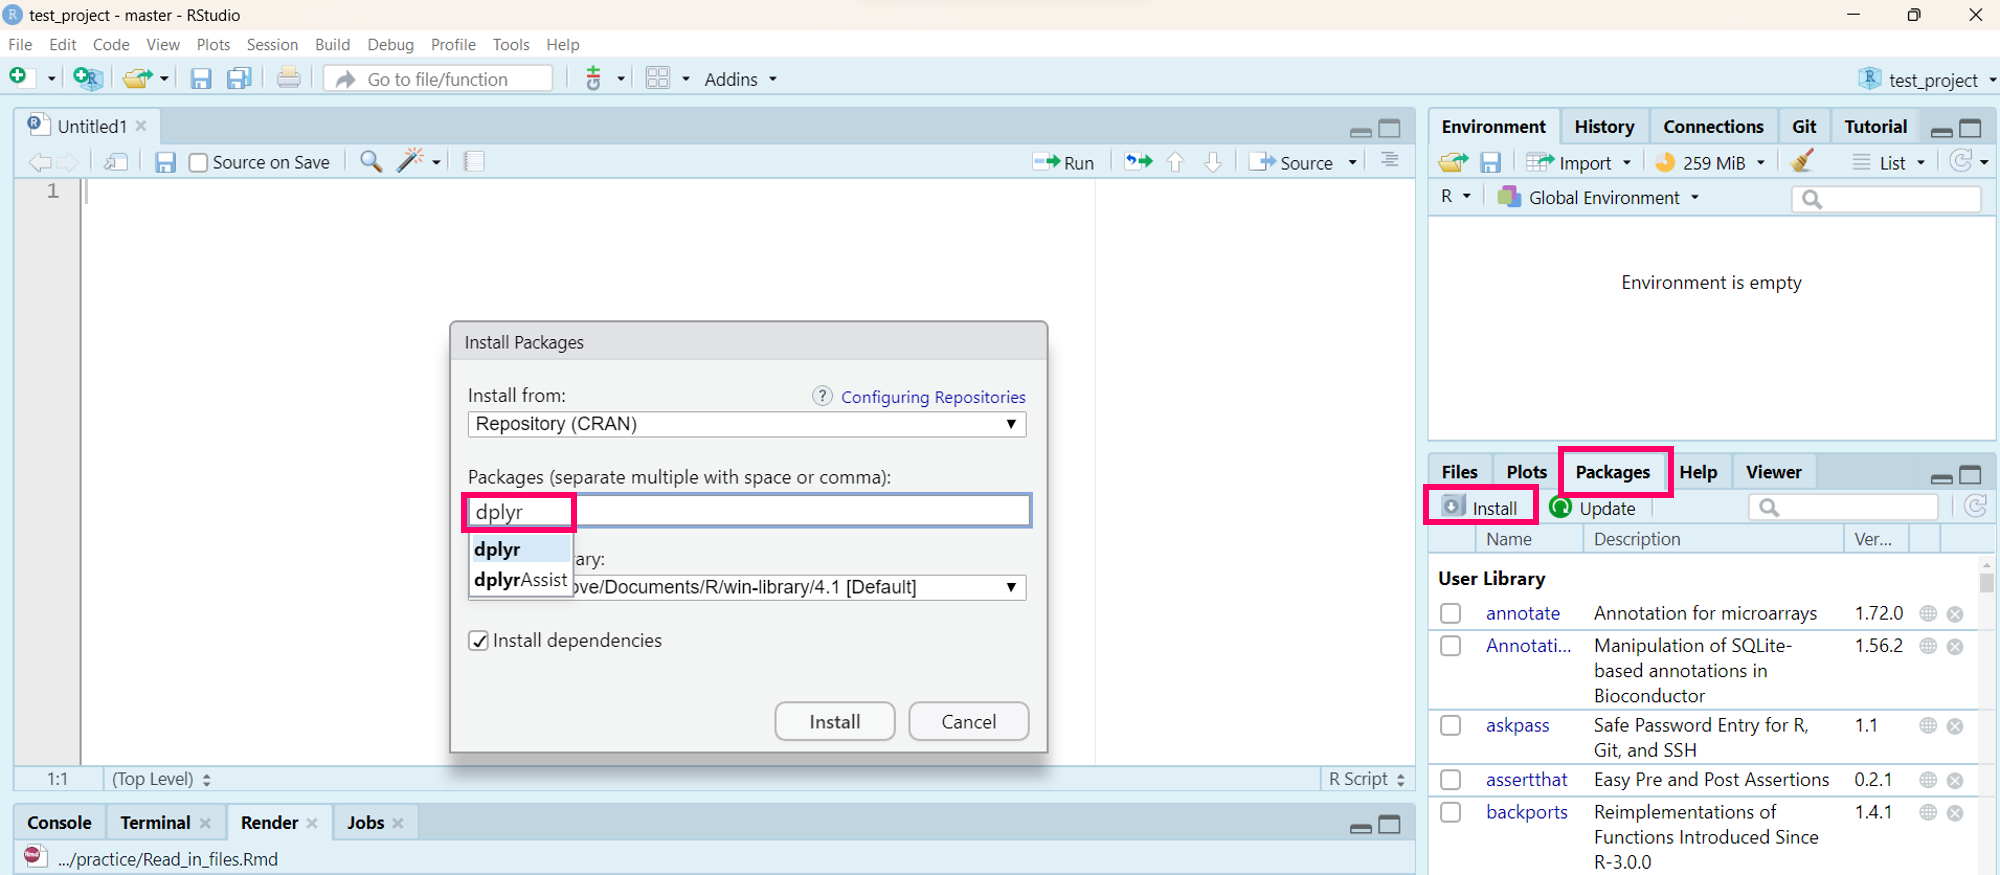 test_project - master - RStudio
File Edit Code View Plots Session Build Debug Profile Tools Help
Go to file/function
Addins
test_project
Untitled1
Source on Save
Run
Source
1
Install Packages
Install from:
Configuring Repositories
Repository (CRAN)
Packages (separate multiple with space or comma):
dplyr
dplyr
dplyrAssist
ary:
ove/Documents/R/win-library/4.1 [Default]
Install dependencies
Install
Cancel
1:1
(Top Level)
R Script
Console Terminal Render Jobs
.../practice/Read_in_files.Rmd
Environment History Connections Git Tutorial
Import
259 MiB
List
R
Global Environment
Environment is empty
Files Plots Packages Help Viewer
Install
Update
Name Description Ver...
User Library
annotate Annotation for microarrays 1.72.0
Annotati... Manipulation of SQLite- 1.56.2
based annotations in
Bioconductor
askpass Safe Password Entry for R, 1.1
Git, and SSH
assertthat Easy Pre and Post Assertions 0.2.1
backports Reimplementations of 1.4.1
Functions Introduced Since
R-3.0.0